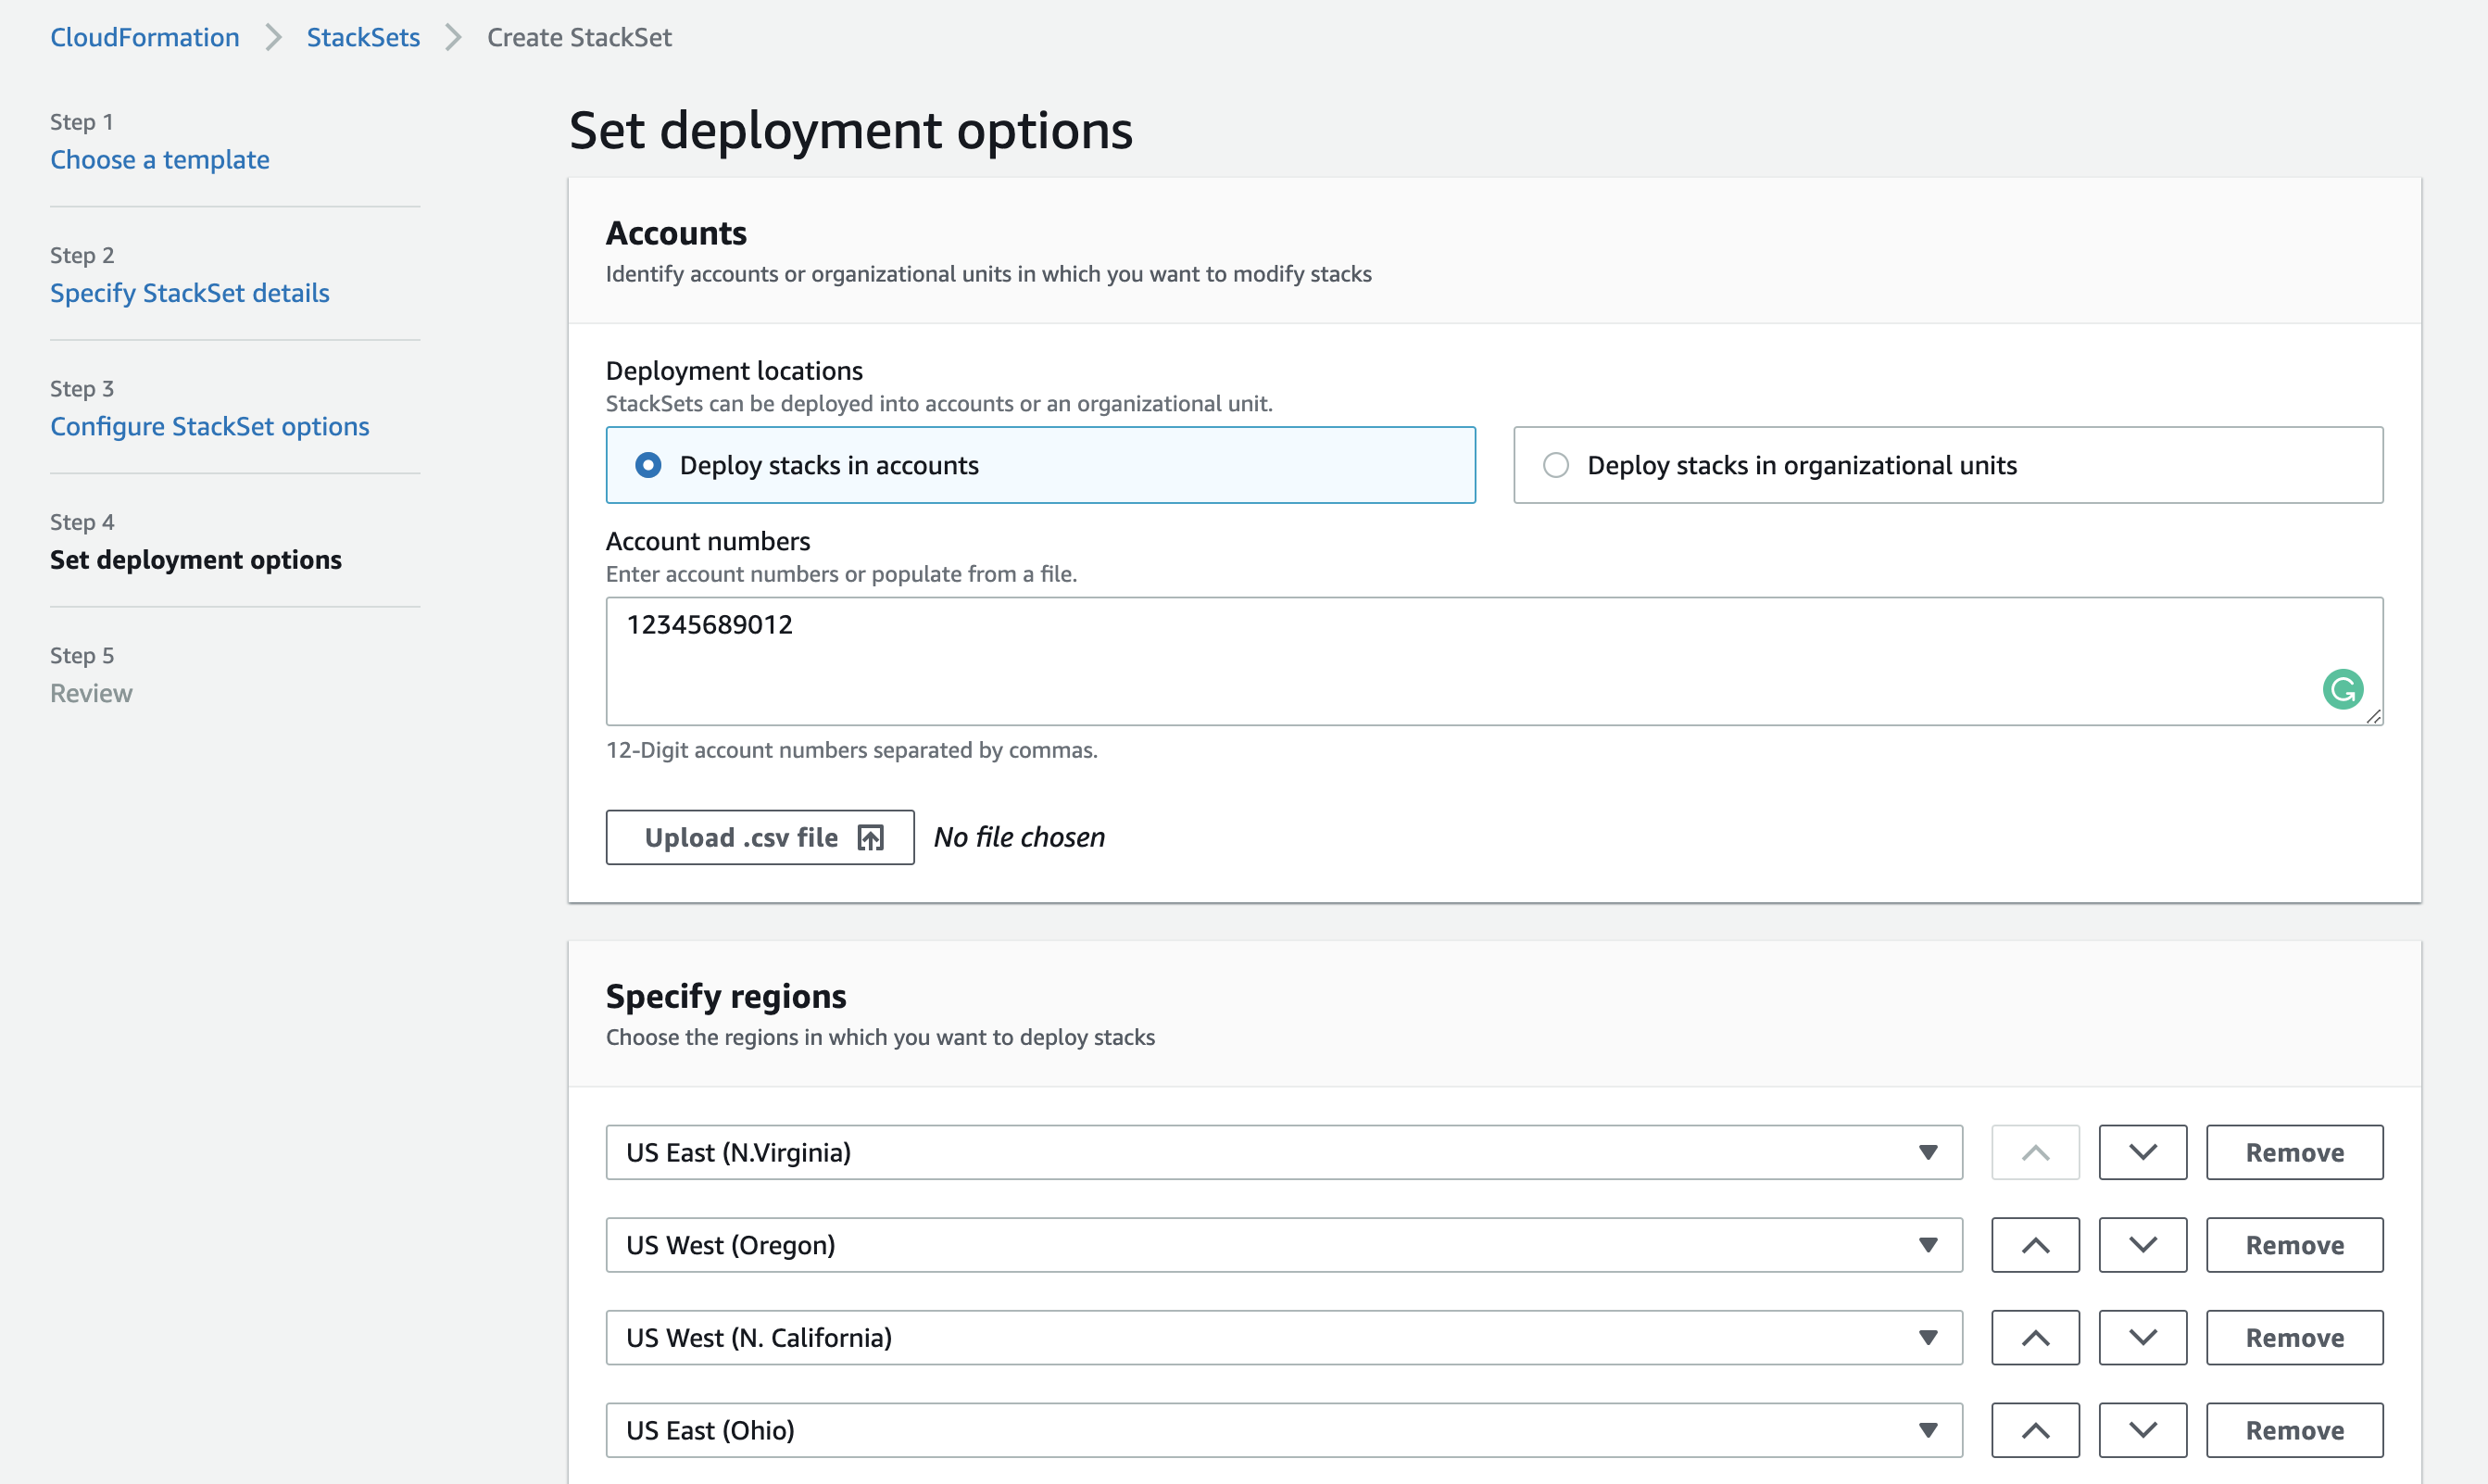 CloudFormation > StackSets > Create StackSet
Step 1
Choose a template
Step 2
Specify StackSet details
Step 3
Configure StackSet options
Step 4
Set deployment options
Step 5
Review
Set deployment options
Accounts
Identify accounts or organizational units in which you want to modify stacks
Deployment locations
StackSets can be deployed into accounts or an organizational unit.
Deploy stacks in accounts
Deploy stacks in organizational units
Account numbers
Enter account numbers or populate from a file.
12345689012
12-Digit account numbers separated by commas.
Upload .csv file No file chosen
Specify regions
Choose the regions in which you want to deploy stacks
US East (N.Virginia) Remove
US West (Oregon) Remove
US West (N. California) Remove
US East (Ohio) Remove